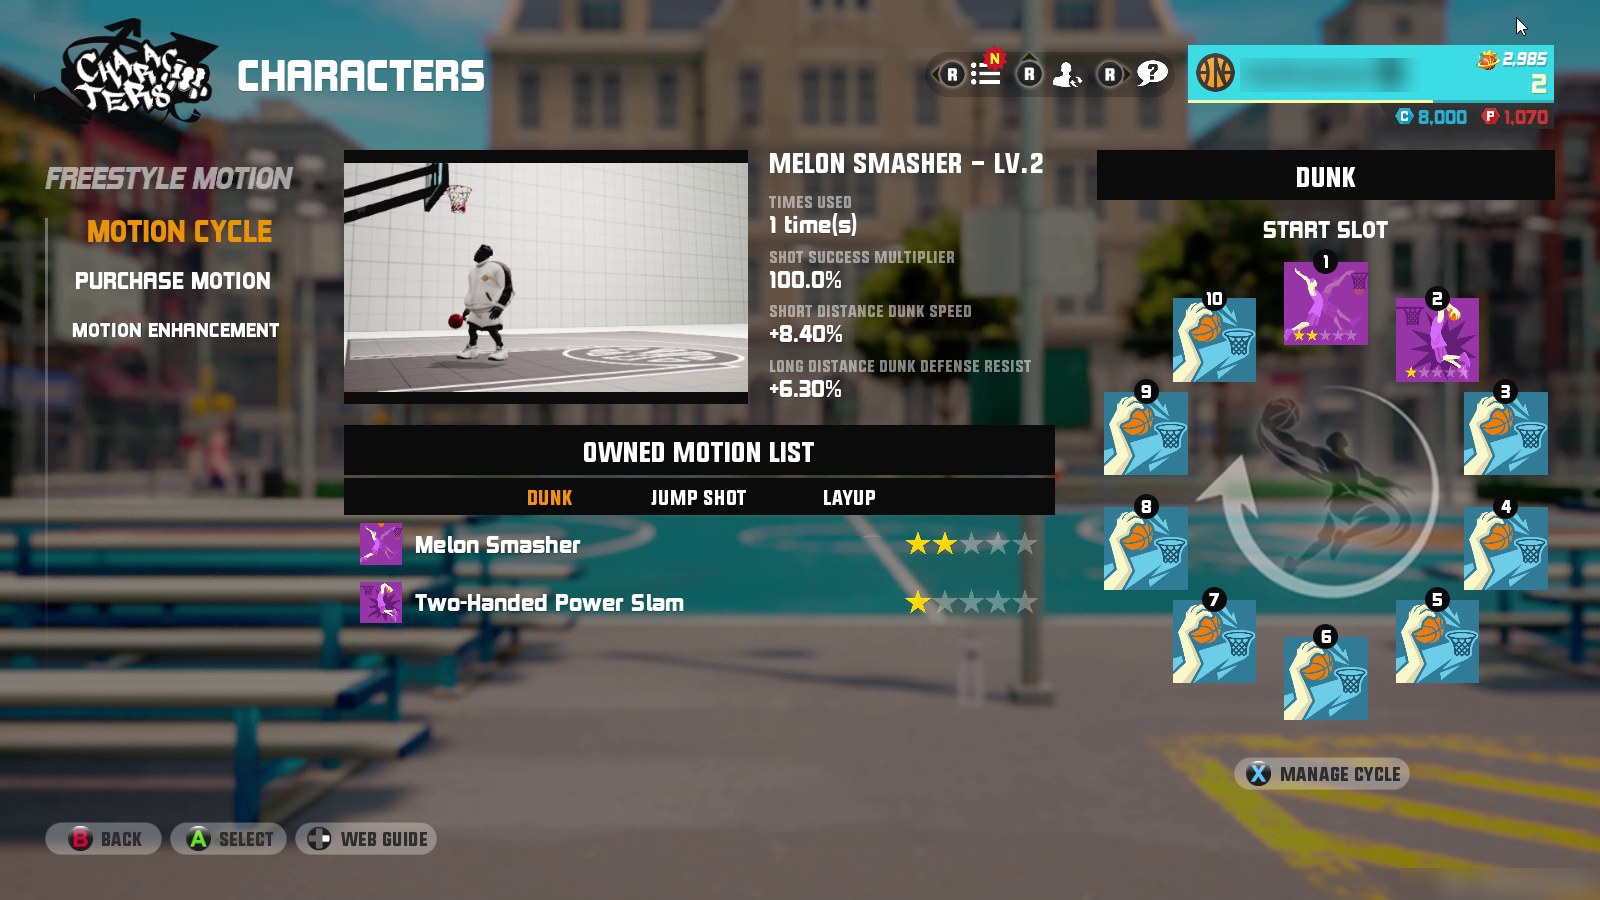 CHARACTERS!!!
CHARACTERS
R
N
R
R
?
2,985
2
C 8,000
P 1,070
FREESTYLE MOTION
MOTION CYCLE
PURCHASE MOTION
MOTION ENHANCEMENT
MELON SMASHER - LV.2
TIMES USED
1 time(s)
SHOT SUCCESS MULTIPLIER
100.0%
SHORT DISTANCE DUNK SPEED
+8.40%
LONG DISTANCE DUNK DEFENSE RESIST
+6.30%
OWNED MOTION LIST
DUNK JUMP SHOT LAYUP
Melon Smasher
Two-Handed Power Slam
DUNK
START SLOT
1
2
3
4
5
6
7
8
9
10
X MANAGE CYCLE
B BACK
A SELECT
WEB GUIDE